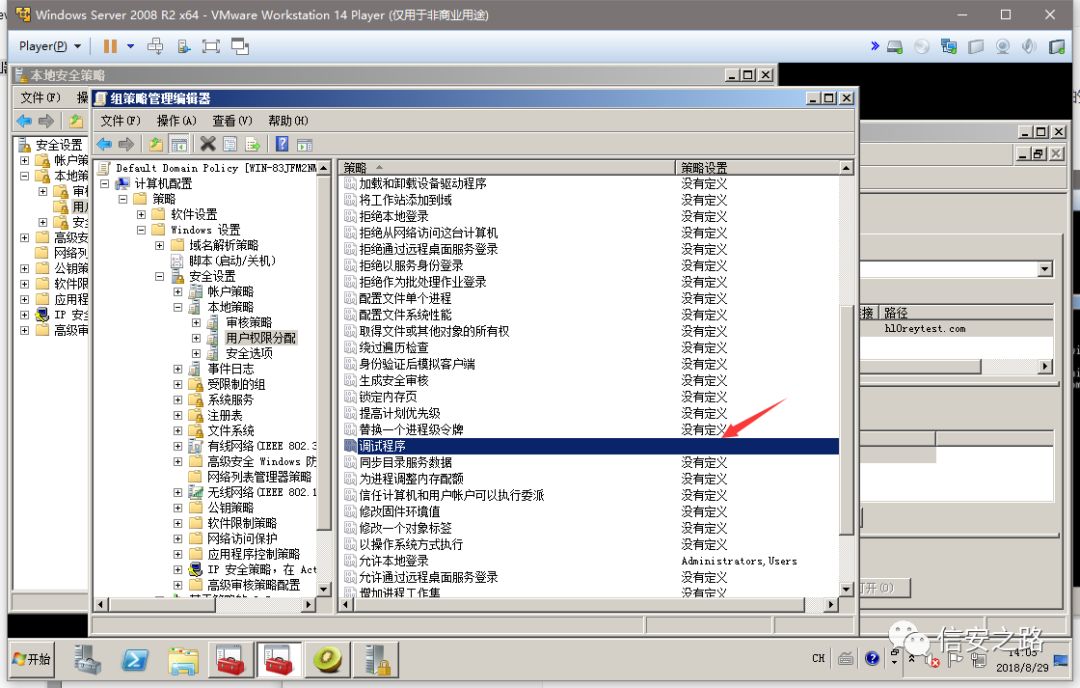 Windows Server 2008 R2 x64 - VMware Workstation 14 Player (仅用于非商业用途)
Player(P)
本地安全策略
文件(F) 操
组策略管理编辑器
文件(F) 操作(A) 查看(V) 帮助(H)
安全设置
帐户策
本地策
审核
用户
安全
高级安
网络列
公钥策
软件限
应用程
IP 安全
高级审
Default Domain Policy [WIN-83JFM2NW
计算机配置
策略
软件设置
Windows 设置
域名解析策略
脚本(启动/关机)
安全设置
帐户策略
本地策略
审核策略
用户权限分配
安全选项
事件日志
受限制的组
系统服务
注册表
文件系统
有线网络(IEEE 802.3
高级安全 Windows 防
网络列表管理器策略
无线网络(IEEE 802.1
公钥策略
软件限制策略
网络访问保护
应用程序控制策略
IP 安全策略，在 Act
高级审核策略配置
策略 策略设置
加载和卸载设备驱动程序 没有定义
将工作站添加到域 没有定义
拒绝本地登录 没有定义
拒绝从网络访问这台计算机 没有定义
拒绝通过远程桌面服务登录 没有定义
拒绝以服务身份登录 没有定义
拒绝作为批处理作业登录 没有定义
配置文件单个进程 没有定义
配置文件系统性能 没有定义
取得文件或其他对象的所有权 没有定义
绕过遍历检查 没有定义
身份验证后模拟客户端 没有定义
生成安全审核 没有定义
锁定内存页 没有定义
提高计划优先级 没有定义
替换一个进程级令牌 没有定义
调试程序
同步目录服务数据 没有定义
为进程调整内存配额 没有定义
信任计算机和用户帐户可以执行委派 没有定义
修改固件环境值 没有定义
修改一个对象标签 没有定义
以操作系统方式执行 没有定义
允许本地登录 Administrators,Users
允许通过远程桌面服务登录 没有定义
增加进程工作集 没有定义
接 路径
hl0reytest.com
打开(O)
信安之路
开始
CH
14:05
2018/8/29